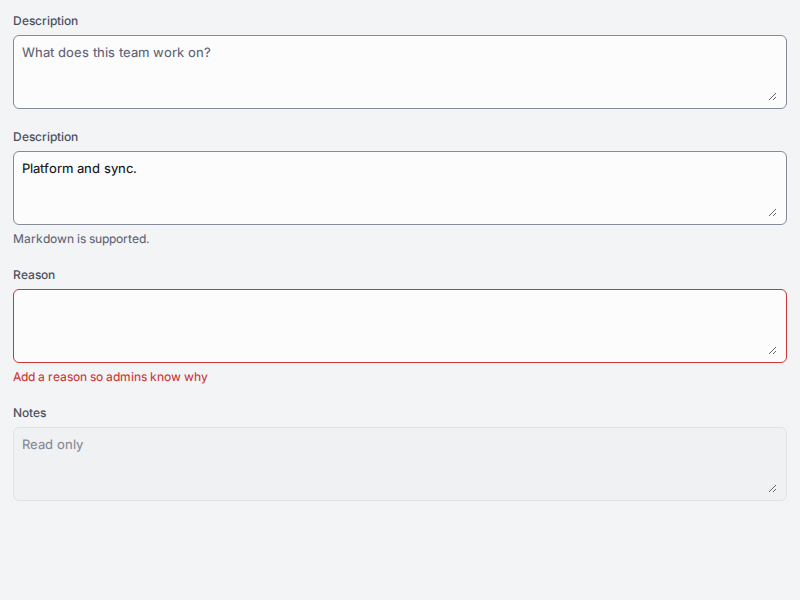 Description
What does this team work on?
Description
Platform and sync.
Markdown is supported.
Reason
Add a reason so admins know why
Notes
Read only